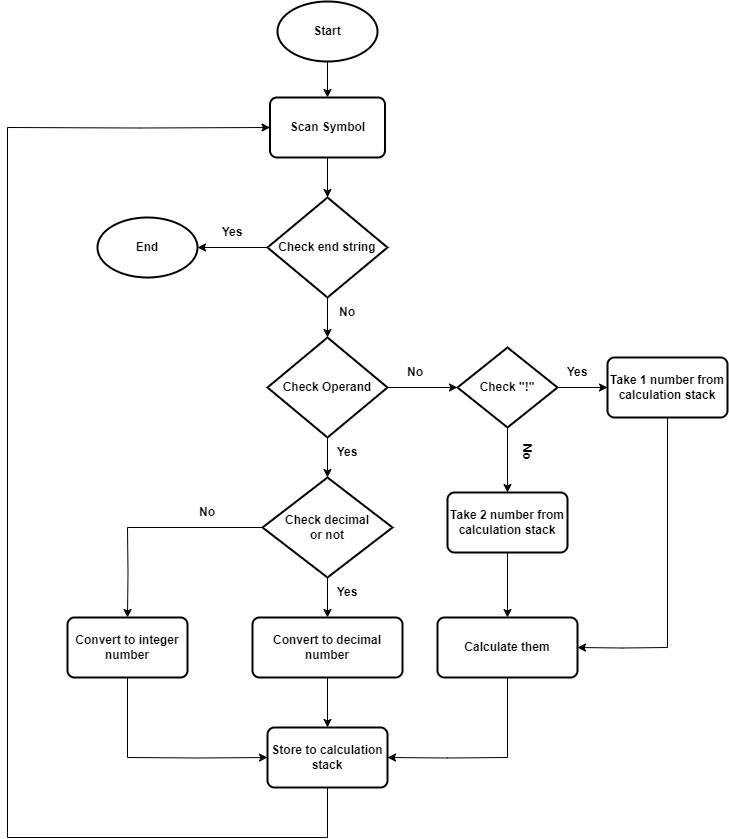 Start
Scan Symbol
Yes
End
Check end string
No
Check Operand
No
Check "!"
Yes
Take 1 number from
calculation stack
Yes
No
No
Check decimal
or not
Take 2 number from
calculation stack
Yes
Convert to integer
number
Convert to decimal
number
Calculate them
Store to calculation
stack